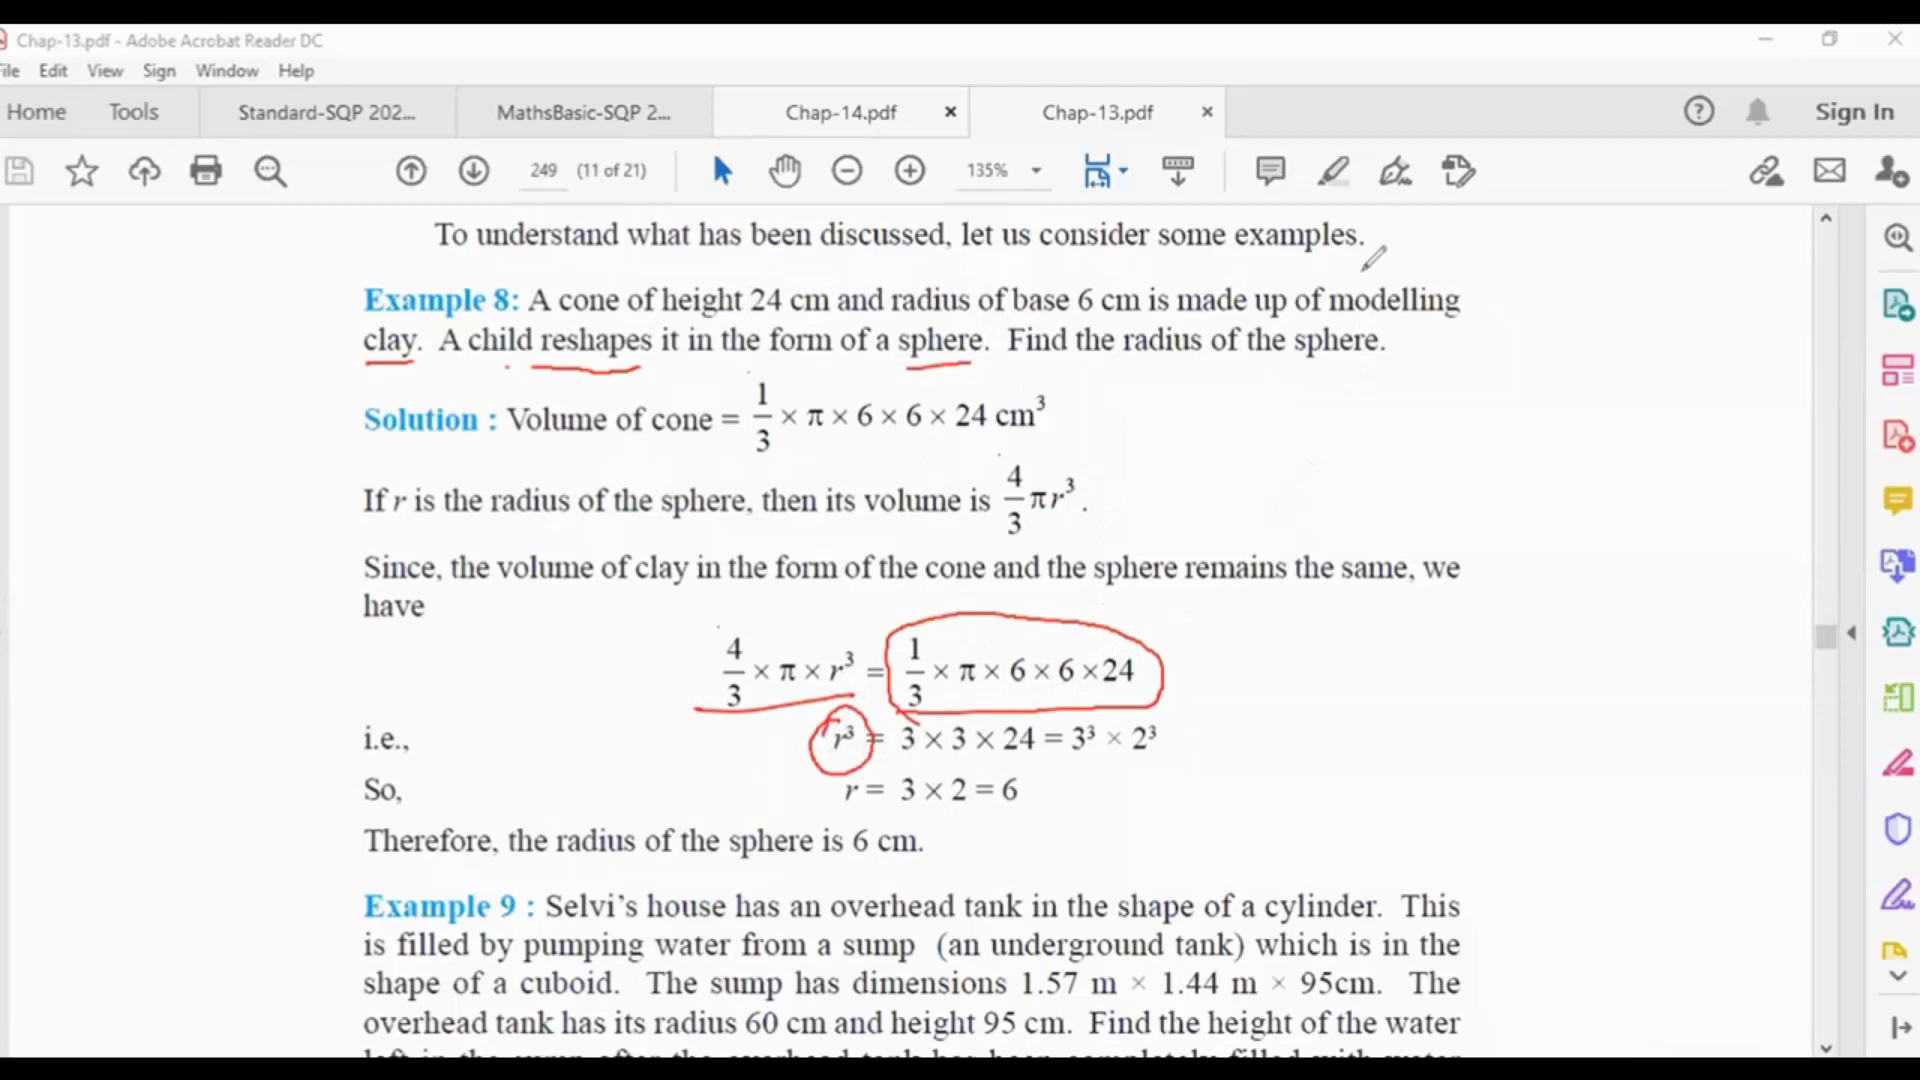 Chap-13.pdf - Adobe Acrobat Reader DC
File Edit View Sign Window Help
Home Tools Standard-SQP 202... MathsBasic-SQP 2... Chap-14.pdf × Chap-13.pdf × Sign In
249 (11 of 21) 135%
To understand what has been discussed, let us consider some examples.
Example 8: A cone of height 24 cm and radius of base 6 cm is made up of modelling
clay. A child reshapes it in the form of a sphere. Find the radius of the sphere.
Solution : Volume of cone = 1/3 × π × 6 × 6 × 24 cm³
If r is the radius of the sphere, then its volume is 4/3 πr³.
Since, the volume of clay in the form of the cone and the sphere remains the same, we
have
4/3 × π × r³ = 1/3 × π × 6 × 6 × 24
i.e., r³ = 3 × 3 × 24 = 3³ × 2³
So, r = 3 × 2 = 6
Therefore, the radius of the sphere is 6 cm.
Example 9 : Selvi’s house has an overhead tank in the shape of a cylinder. This
is filled by pumping water from a sump (an underground tank) which is in the
shape of a cuboid. The sump has dimensions 1.57 m × 1.44 m × 95cm. The
overhead tank has its radius 60 cm and height 95 cm. Find the height of the water